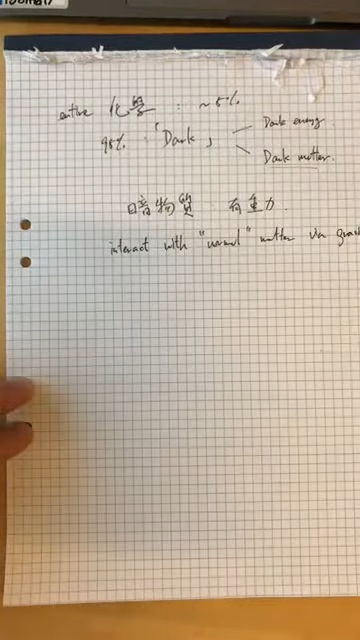 entire 化學 : ~5%
95% : 「Dark」 Dark energy.
Dark matter.
暗物質 有重力.
interact with "normal" matter via